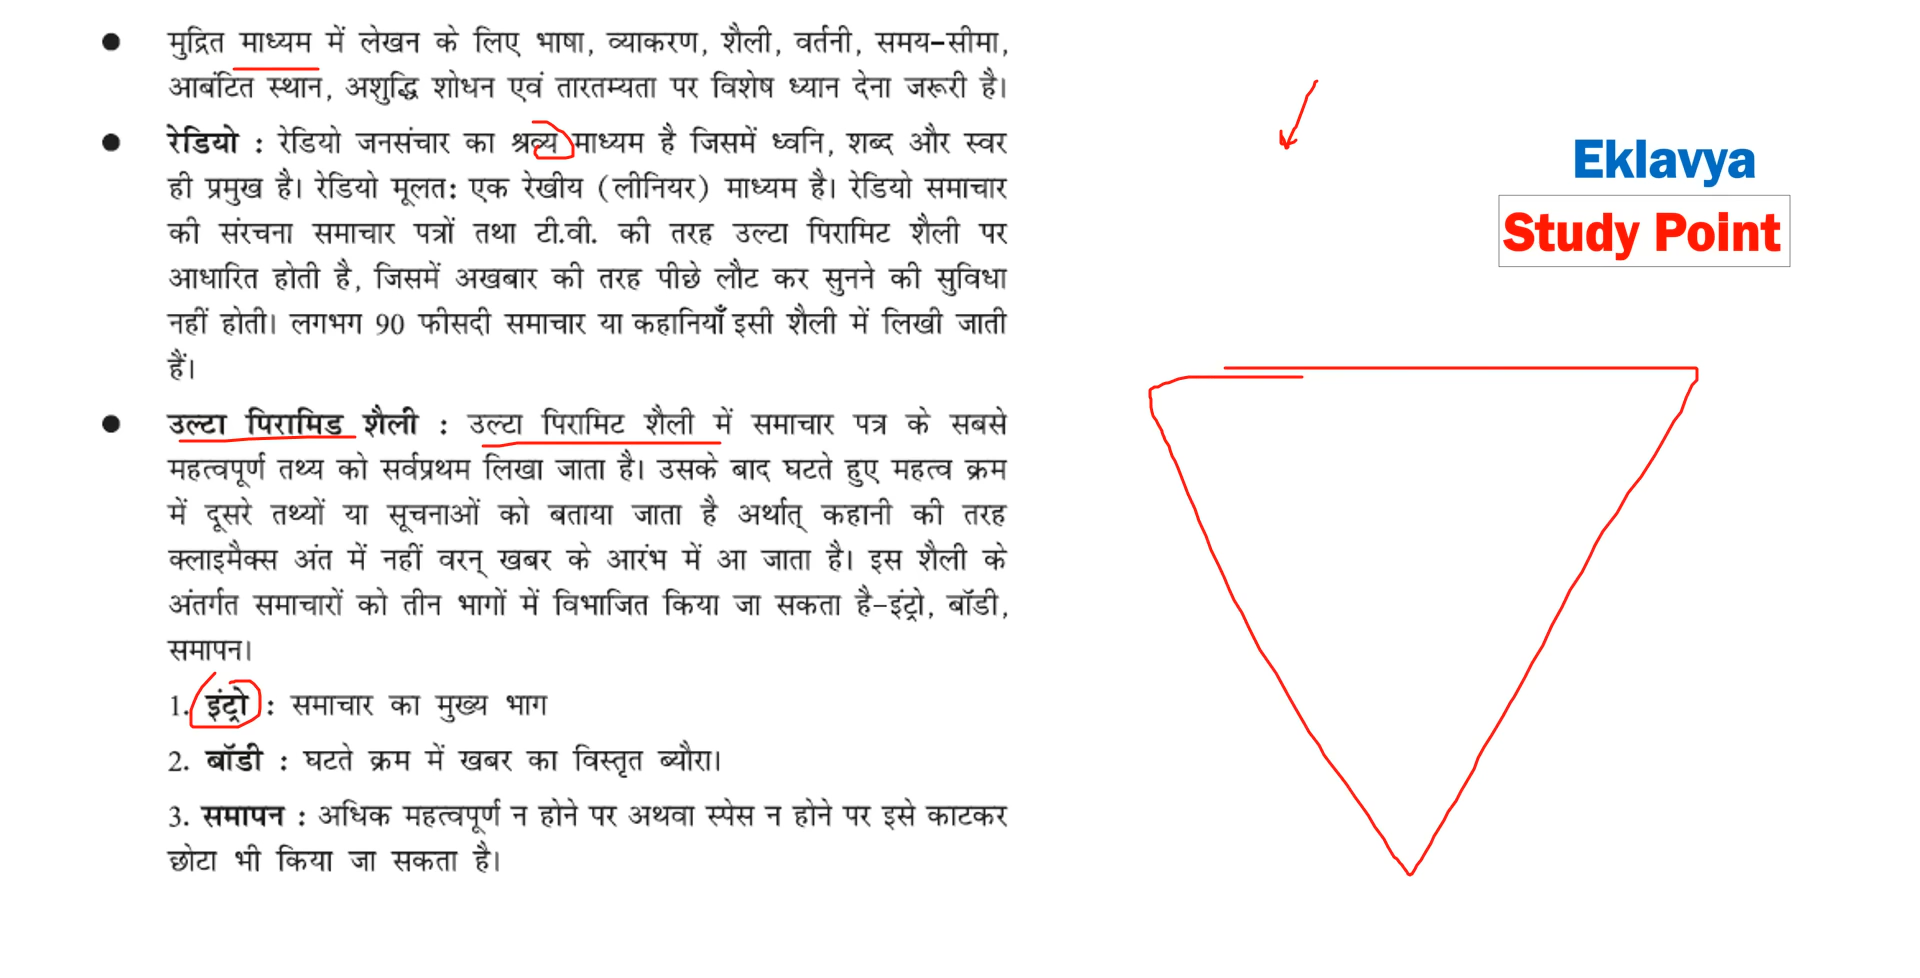 ● मुद्रित माध्यम में लेखन के लिए भाषा, व्याकरण, शैली, वर्तनी, समय-सीमा,
आबंटित स्थान, अशुद्धि शोधन एवं तारतम्यता पर विशेष ध्यान देना जरूरी है।
● रेडियो : रेडियो जनसंचार का श्रव्य माध्यम है जिसमें ध्वनि, शब्द और स्वर
ही प्रमुख है। रेडियो मूलत: एक रेखीय (लीनियर) माध्यम है। रेडियो समाचार
की संरचना समाचार पत्रों तथा टी.वी. की तरह उल्टा पिरामिट शैली पर
आधारित होती है, जिसमें अखबार की तरह पीछे लौट कर सुनने की सुविधा
नहीं होती। लगभग 90 फीसदी समाचार या कहानियाँ इसी शैली में लिखी जाती
हैं।
● उल्टा पिरामिड शैली : उल्टा पिरामिट शैली में समाचार पत्र के सबसे
महत्वपूर्ण तथ्य को सर्वप्रथम लिखा जाता है। उसके बाद घटते हुए महत्व क्रम
में दूसरे तथ्यों या सूचनाओं को बताया जाता है अर्थात् कहानी की तरह
क्लाइमैक्स अंत में नहीं वरन् खबर के आरंभ में आ जाता है। इस शैली के
अंतर्गत समाचारों को तीन भागों में विभाजित किया जा सकता है-इंट्रो, बॉडी,
समापन।
1. इंट्रो : समाचार का मुख्य भाग
2. बॉडी : घटते क्रम में खबर का विस्तृत ब्यौरा।
3. समापन : अधिक महत्वपूर्ण न होने पर अथवा स्पेस न होने पर इसे काटकर
छोटा भी किया जा सकता है।
Eklavya
Study Point